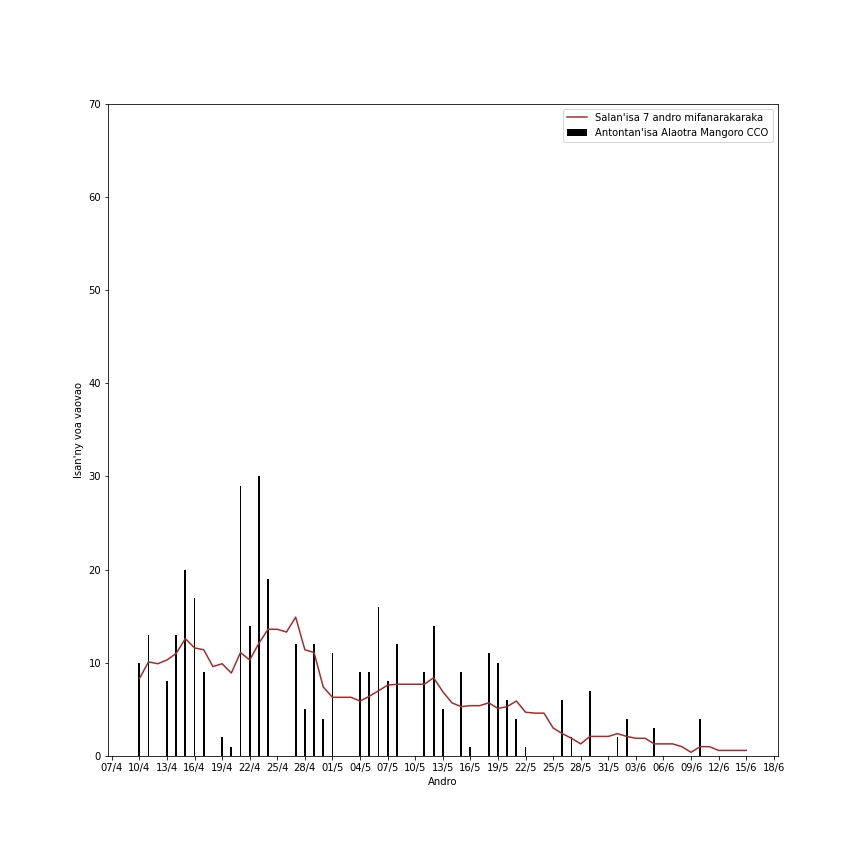 Salan'isa 7 andro mifanarakaraka
Antontan'isa Alaotra Mangoro CCO
70
60
50
40
30
20
10
0
Isan'ny voa vaovao
07/4 10/4 13/4 16/4 19/4 22/4 25/4 28/4 01/5 04/5 07/5 10/5 13/5 16/5 19/5 22/5 25/5 28/5 31/5 03/6 06/6 09/6 12/6 15/6 18/6
Andro